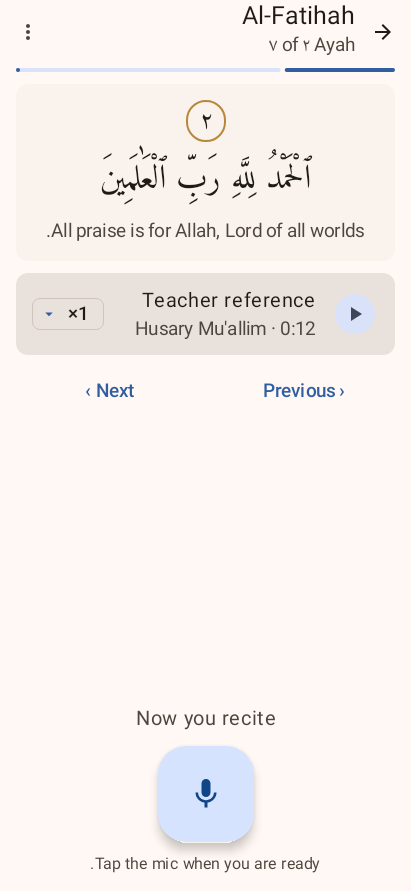 Al-Fatihah
Ayah ٢ of ٧
٢
ٱلْحَمْدُ لِلَّهِ رَبِّ ٱلْعَٰلَمِينَ
All praise is for Allah, Lord of all worlds.
Teacher reference
Husary Mu'allim · 0:12
×1
Previous ›
‹ Next
Now you recite
Tap the mic when you are ready.